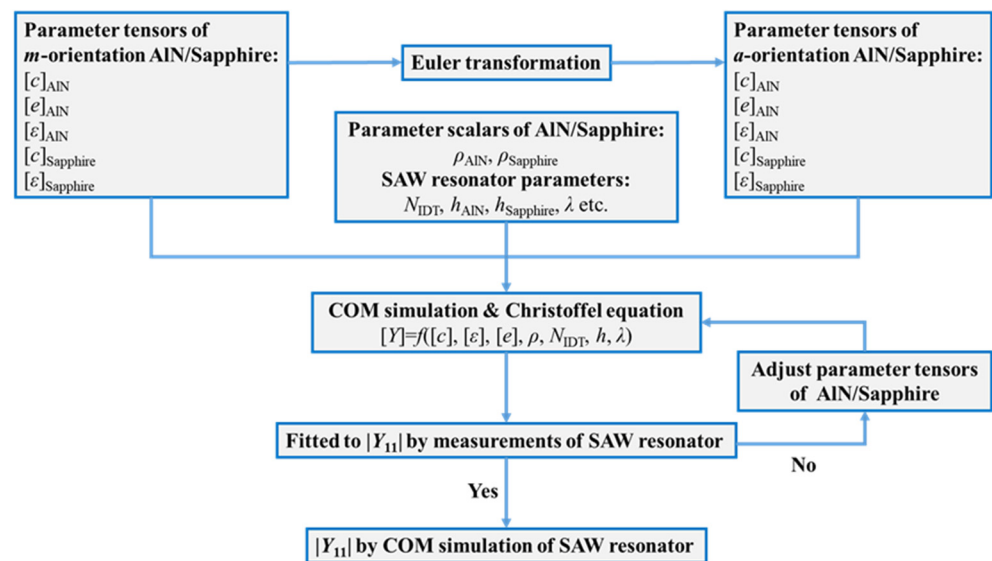 Parameter tensors of
m-orientation AlN/Sapphire:
[c]AlN
[e]AlN
[ε]AlN
[c]Sapphire
[ε]Sapphire
Euler transformation
Parameter tensors of
a-orientation AlN/Sapphire:
[c]AlN
[e]AlN
[ε]AlN
[c]Sapphire
[ε]Sapphire
Parameter scalars of AlN/Sapphire:
ρAlN, ρSapphire
SAW resonator parameters:
NIDT, hAlN, hSapphire, λ etc.
COM simulation & Christoffel equation
[Y]=f([c], [ε], [e], ρ, NIDT, h, λ)
Adjust parameter tensors
of AlN/Sapphire
Fitted to |Y11| by measurements of SAW resonator
No
Yes
|Y11| by COM simulation of SAW resonator